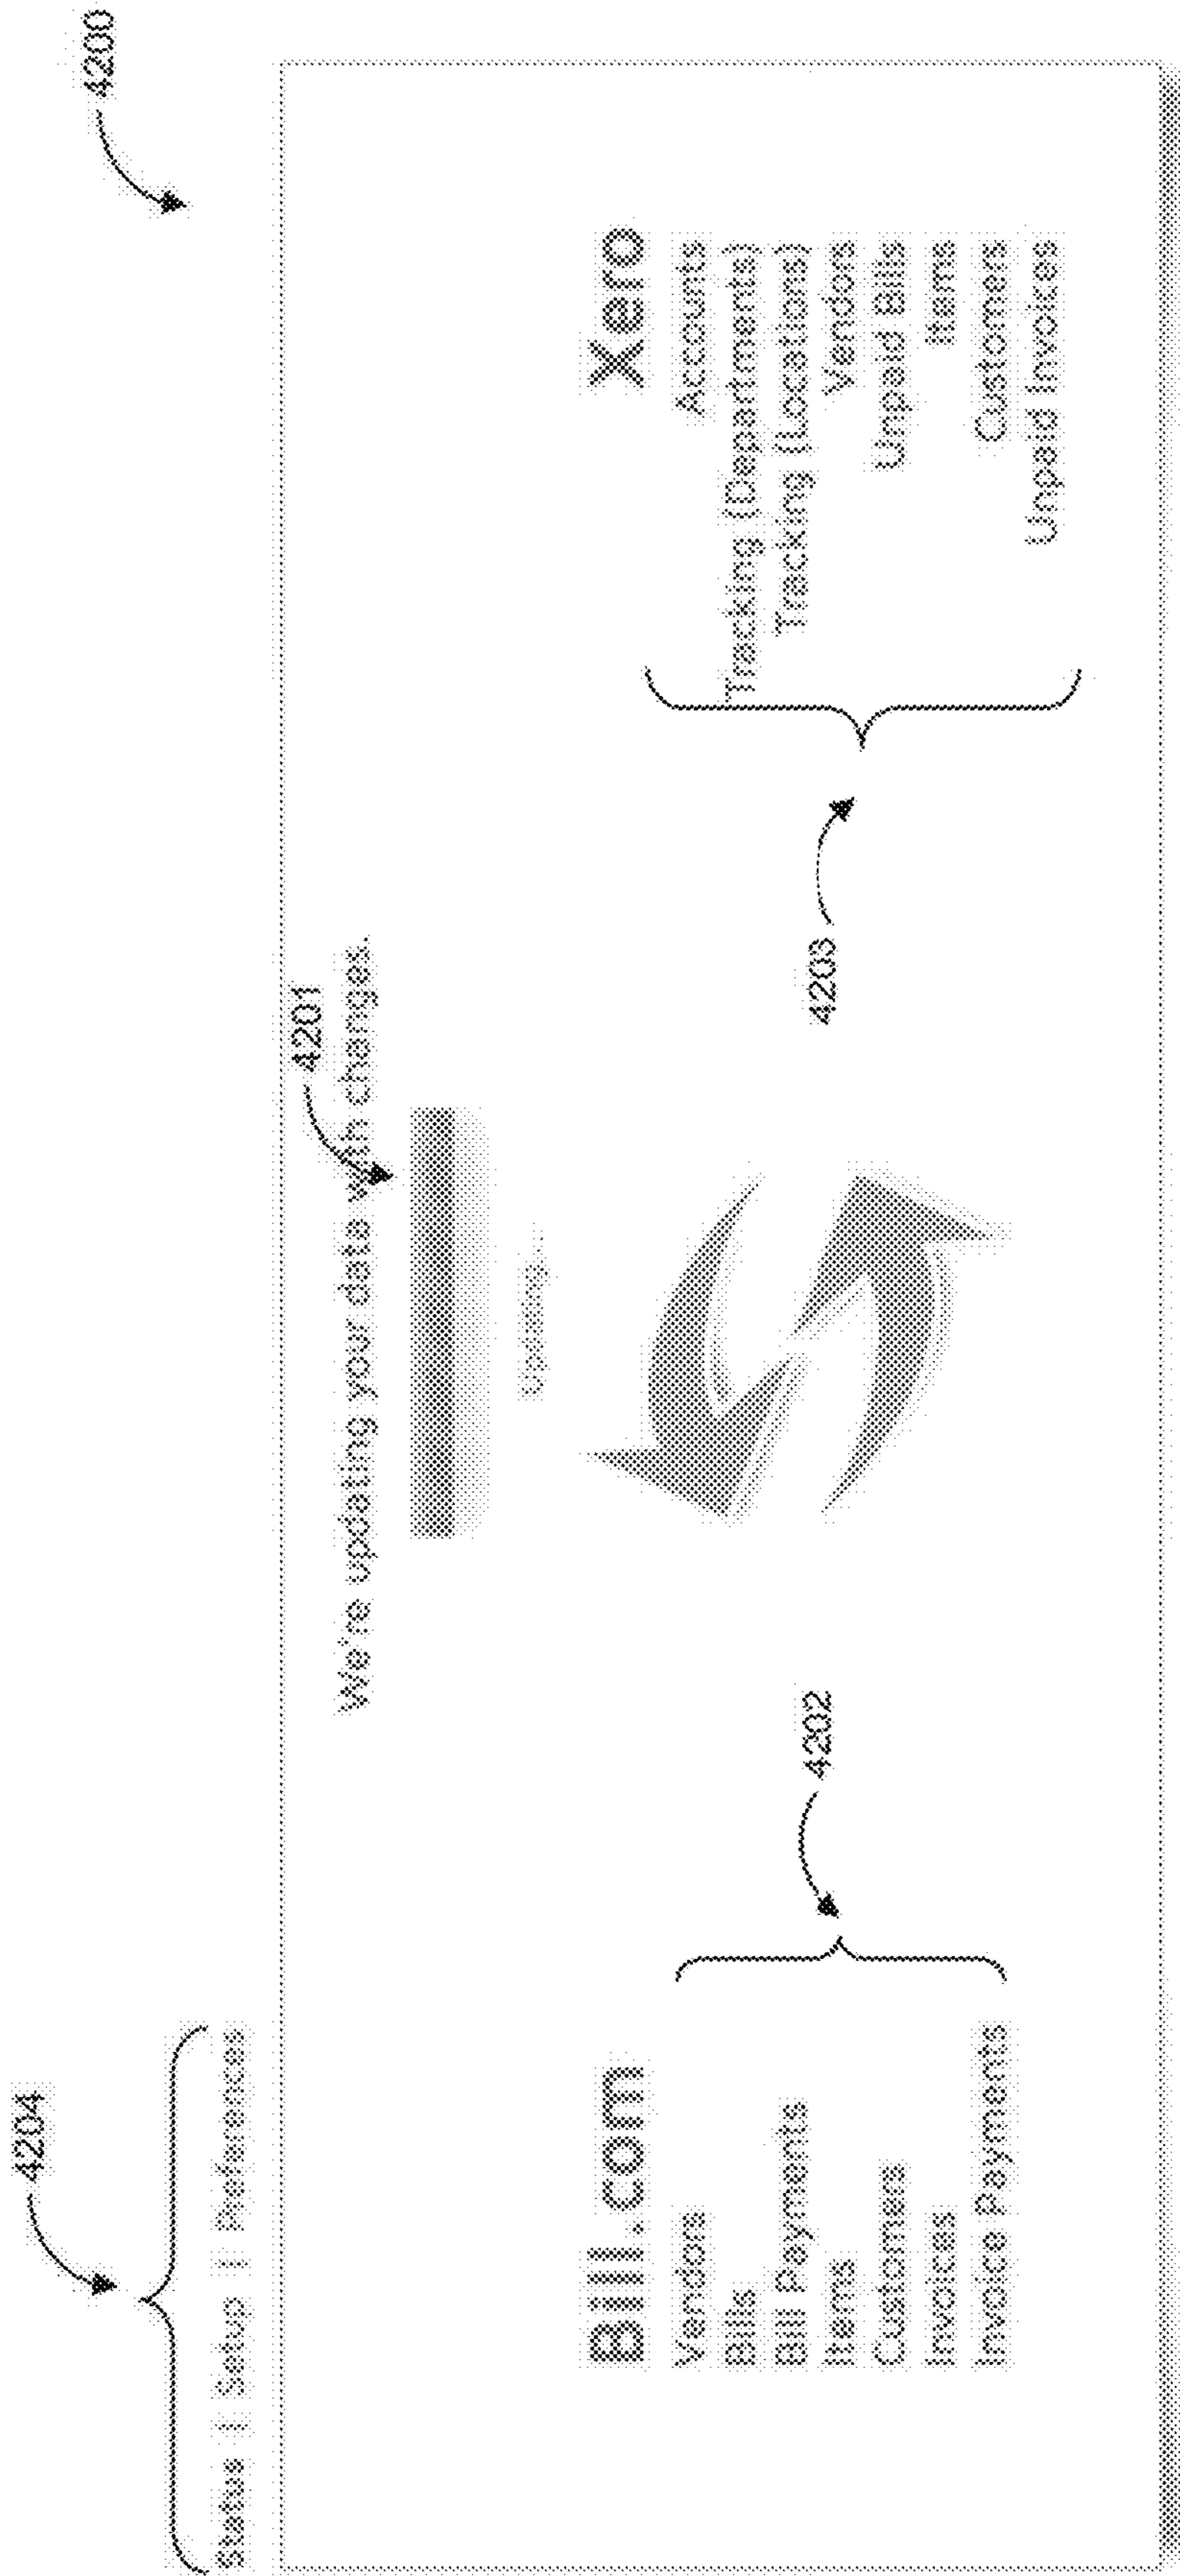 4200
4204
Status | Setup | Preferences
4201
We're updating your data with changes.
Updating...
Bill.com
Vendors
Bills
Bill Payments
Items
Customers
Invoices
Invoice Payments
4202
4203
Xero
Accounts
Tracking (Departments)
Tracking (Locations)
Vendors
Unpaid Bills
Items
Customers
Unpaid Invoices